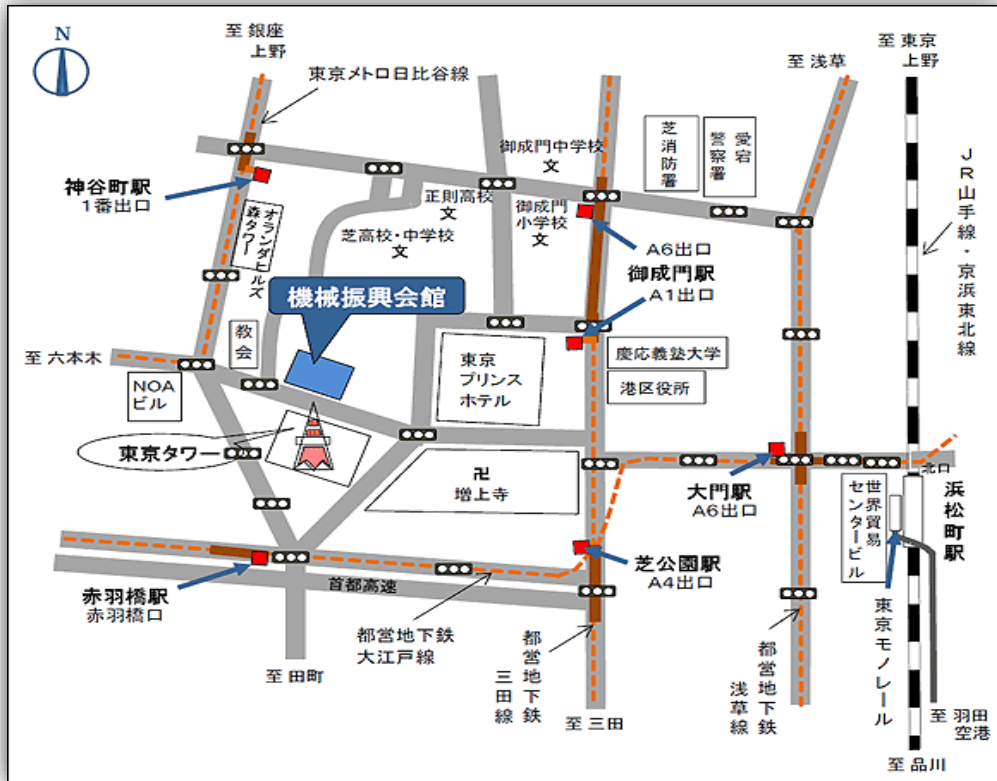 N
至 銀座
上野
東京メトロ日比谷線
至 浅草
至 東京
上野
JR山手線・京浜東北線
神谷町駅
1番出口
オランダヒルズ
森タワー
芝高校・中学校
文
正則高校
文
御成門中学校
文
御成門
小学校
文
芝消防署
愛宕
警察署
A6出口
御成門駅
A1出口
機械振興会館
教会
至 六本木
NOA
ビル
東京
プリンス
ホテル
慶応義塾大学
港区役所
東京タワー
卍
増上寺
大門駅
A6出口
北口
浜松町駅
世界貿易
センタービル
芝公園駅
A4出口
赤羽橋駅
赤羽橋口
首都高速
都営地下鉄
大江戸線
都営地下鉄
三田線
都営地下鉄
浅草線
東京モノレール
至 田町
至 三田
至 羽田
空港
至 品川